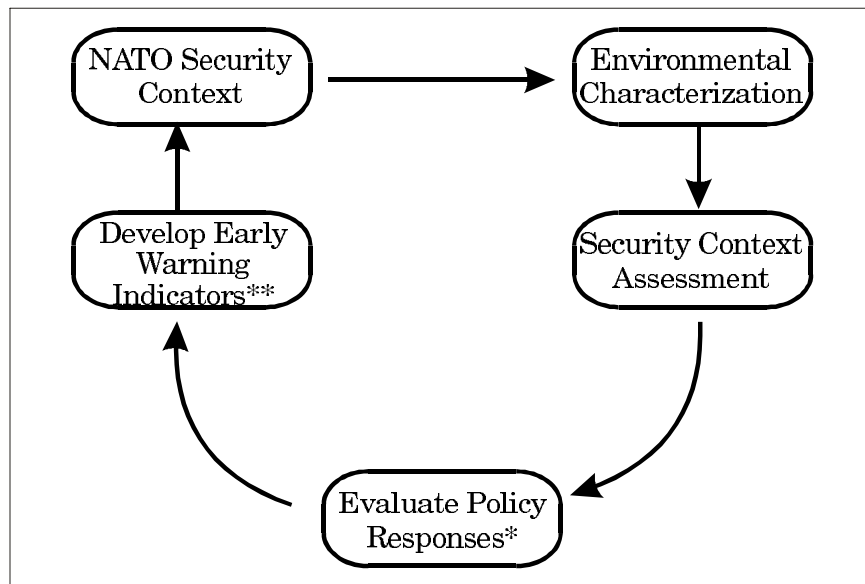 NATO Security
Context
Environmental
Characterization
Security Context
Assessment
Evaluate Policy
Responses*
Develop Early
Warning
Indicators**